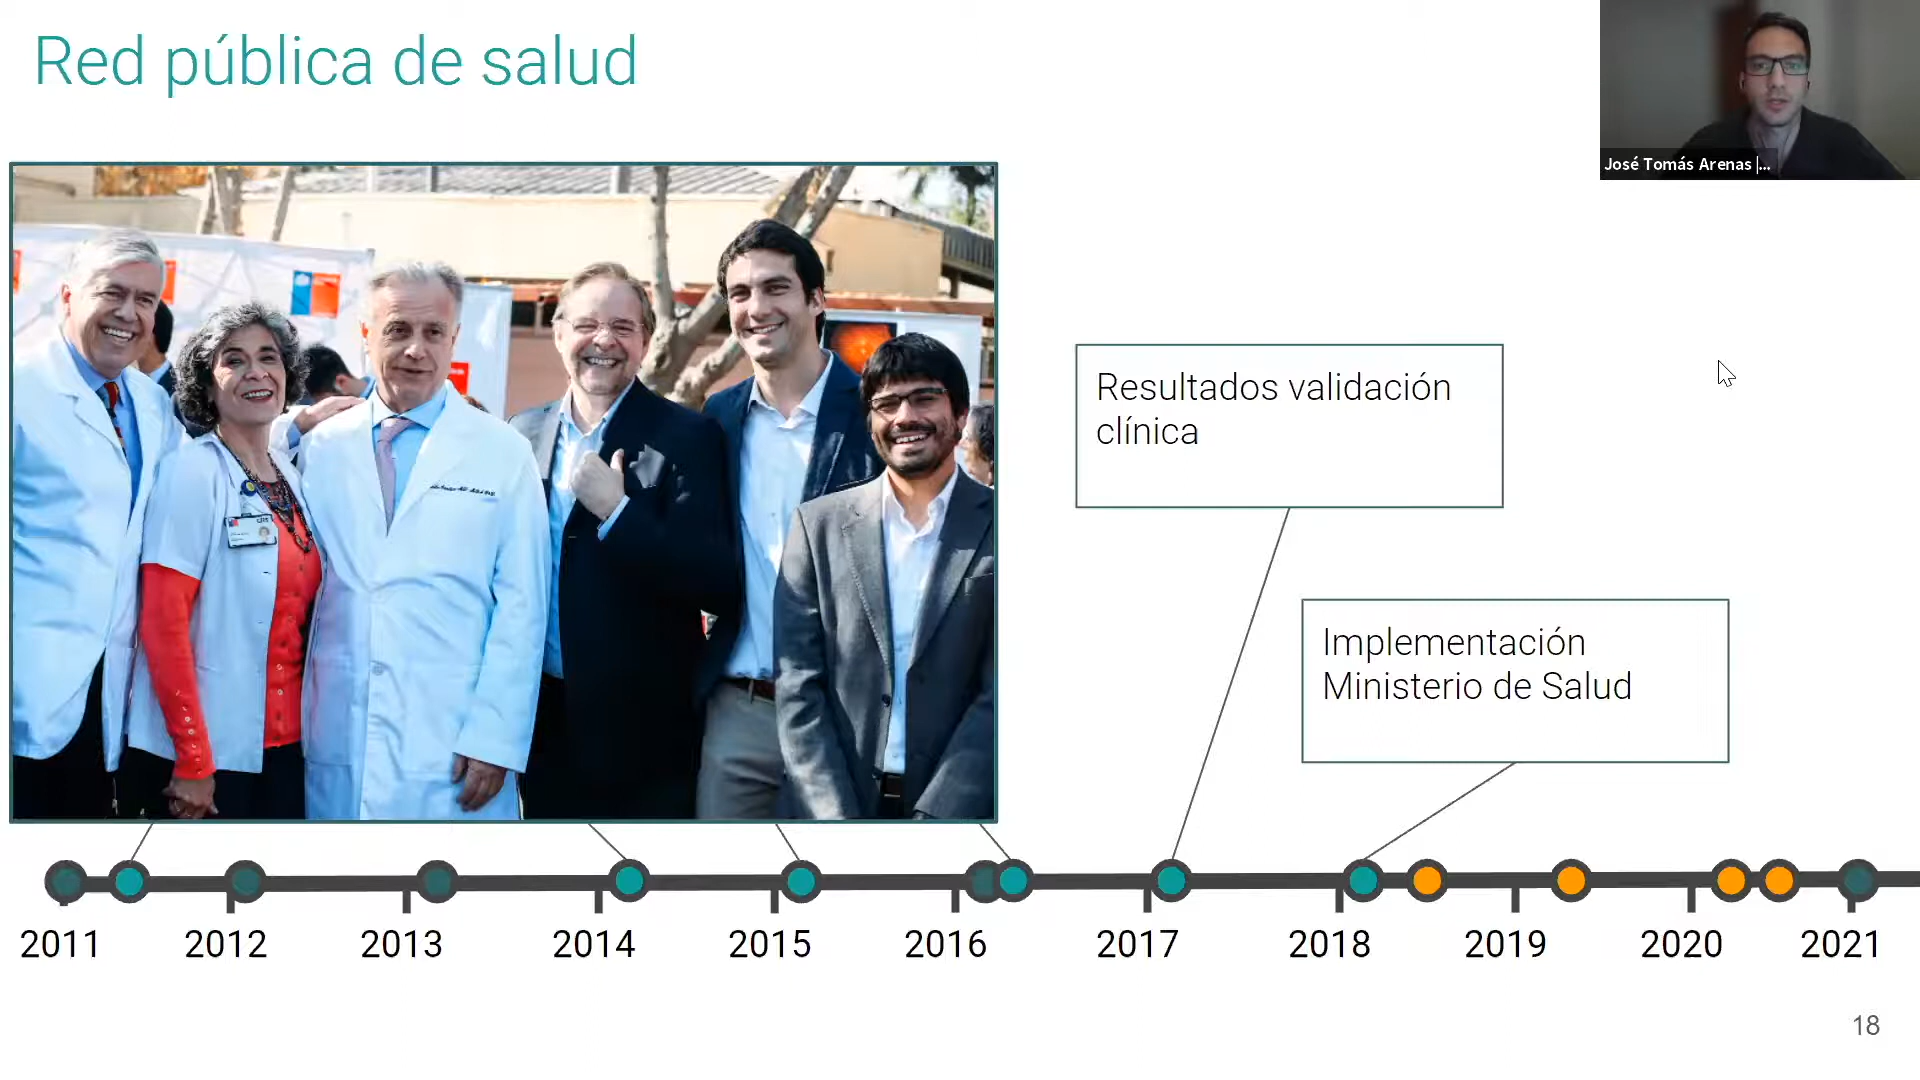 Red pública de salud
José Tomás Arenas |...
Resultados validación
clínica
Implementación
Ministerio de Salud
2011
2012
2013
2014
2015
2016
2017
2018
2019
2020
2021
18